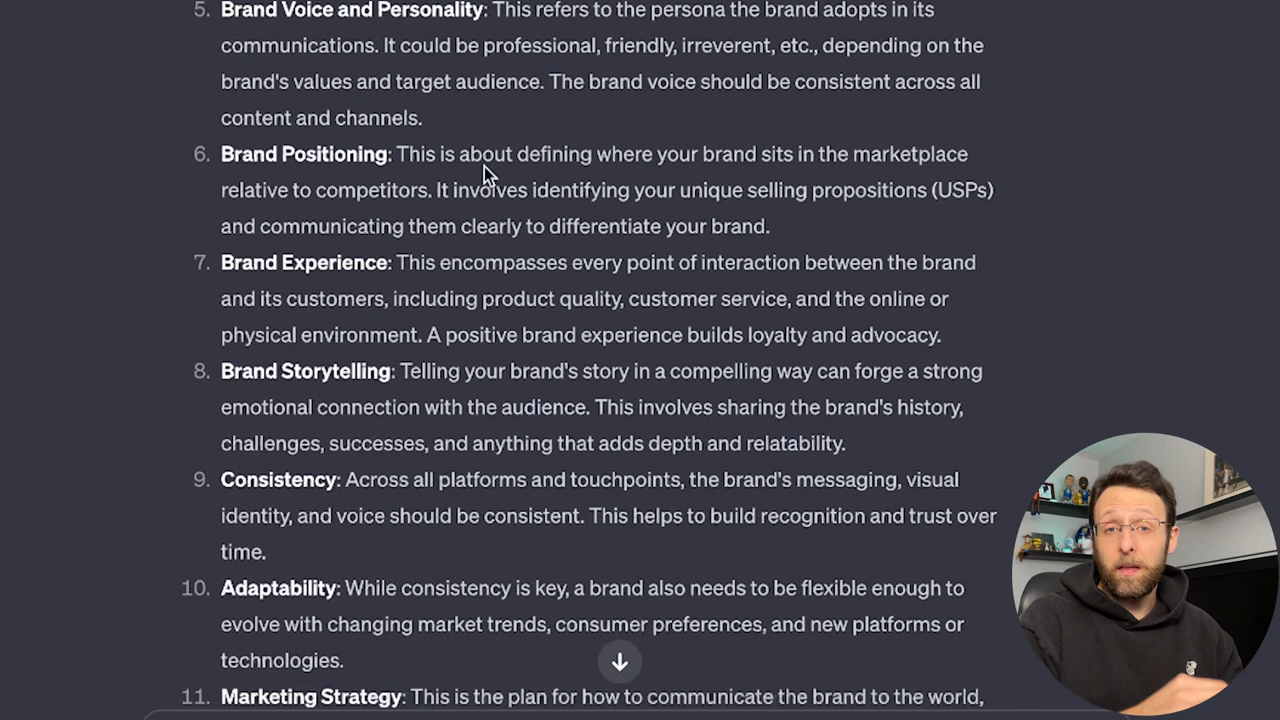 5. Brand Voice and Personality: This refers to the persona the brand adopts in its
communications. It could be professional, friendly, irreverent, etc., depending on the
brand's values and target audience. The brand voice should be consistent across all
content and channels.
6. Brand Positioning: This is about defining where your brand sits in the marketplace
relative to competitors. It involves identifying your unique selling propositions (USPs)
and communicating them clearly to differentiate your brand.
7. Brand Experience: This encompasses every point of interaction between the brand
and its customers, including product quality, customer service, and the online or
physical environment. A positive brand experience builds loyalty and advocacy.
8. Brand Storytelling: Telling your brand's story in a compelling way can forge a strong
emotional connection with the audience. This involves sharing the brand's history,
challenges, successes, and anything that adds depth and relatability.
9. Consistency: Across all platforms and touchpoints, the brand's messaging, visual
identity, and voice should be consistent. This helps to build recognition and trust over
time.
10. Adaptability: While consistency is key, a brand also needs to be flexible enough to
evolve with changing market trends, consumer preferences, and new platforms or
technologies.
11. Marketing Strategy: This is the plan for how to communicate the brand to the world,